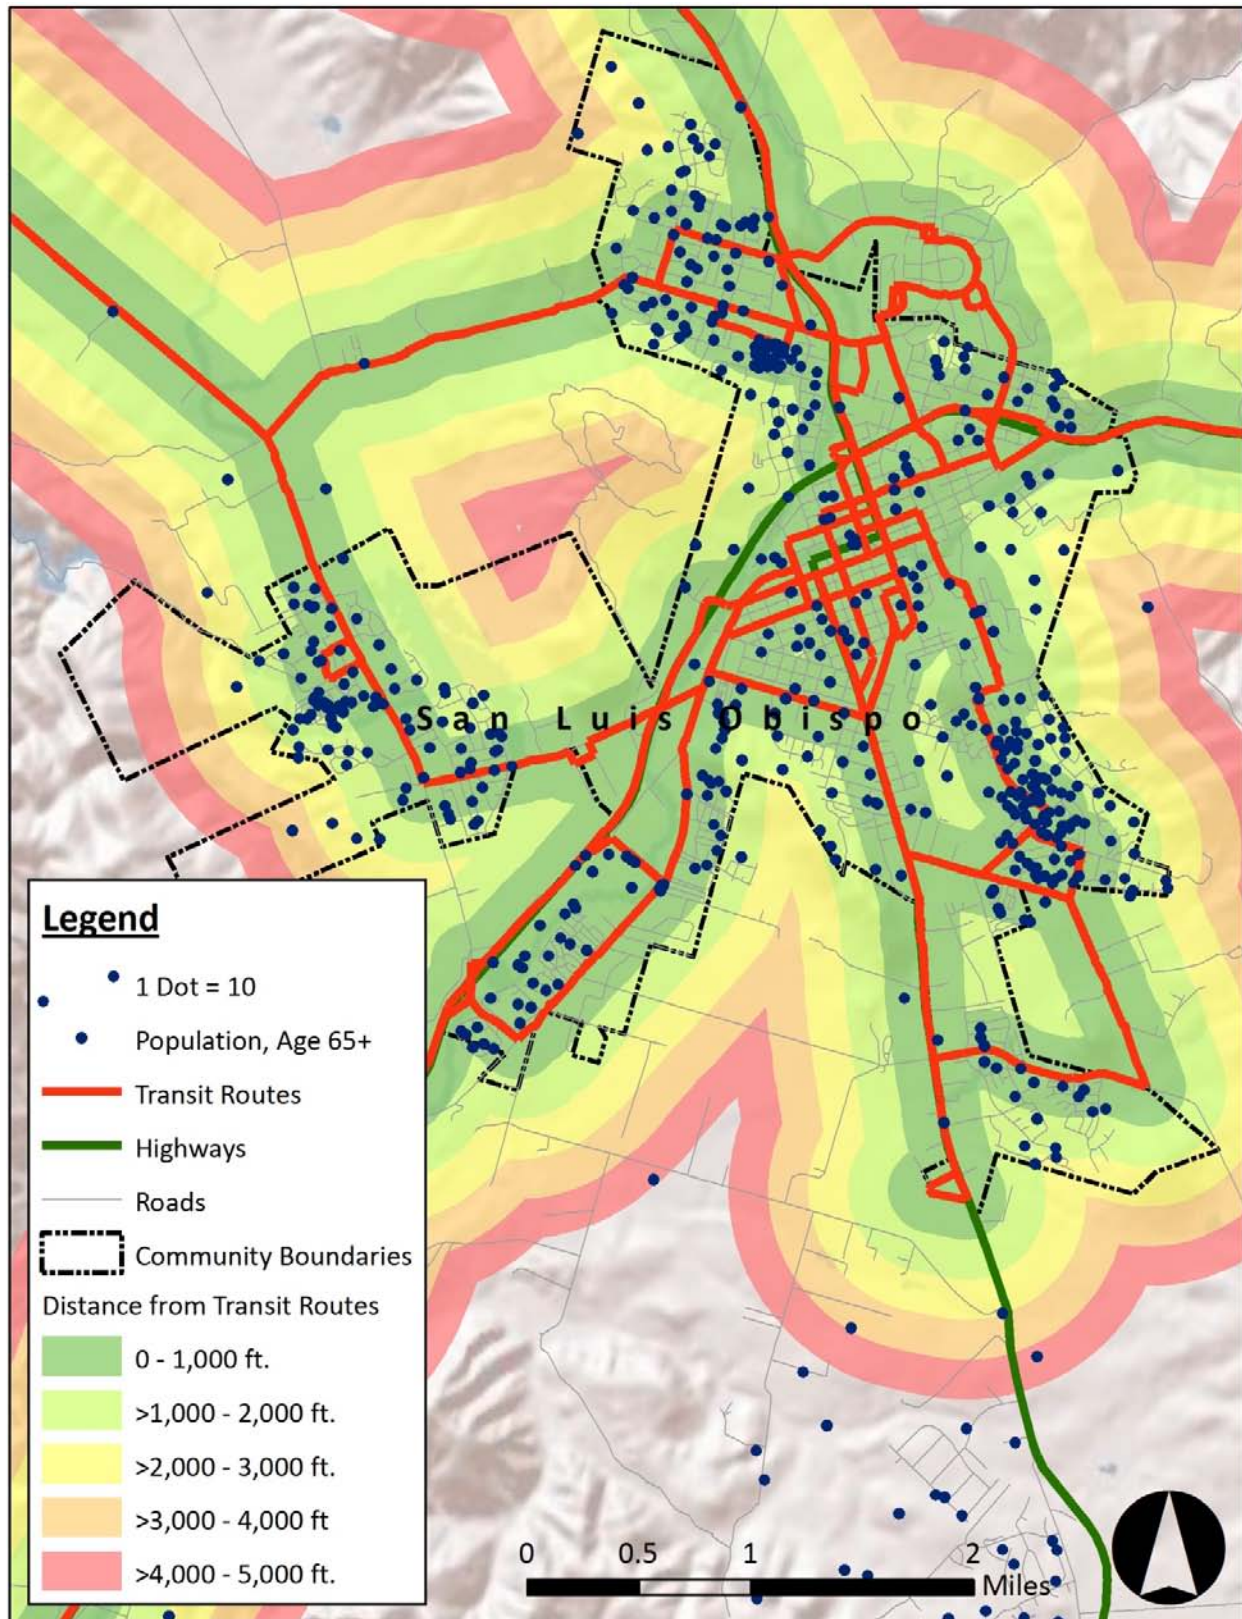 San Luis Obispo
Legend
1 Dot = 10
Population, Age 65+
Transit Routes
Highways
Roads
Community Boundaries
Distance from Transit Routes
0 - 1,000 ft.
>1,000 - 2,000 ft.
>2,000 - 3,000 ft.
>3,000 - 4,000 ft
>4,000 - 5,000 ft.
0 0.5 1 2
Miles